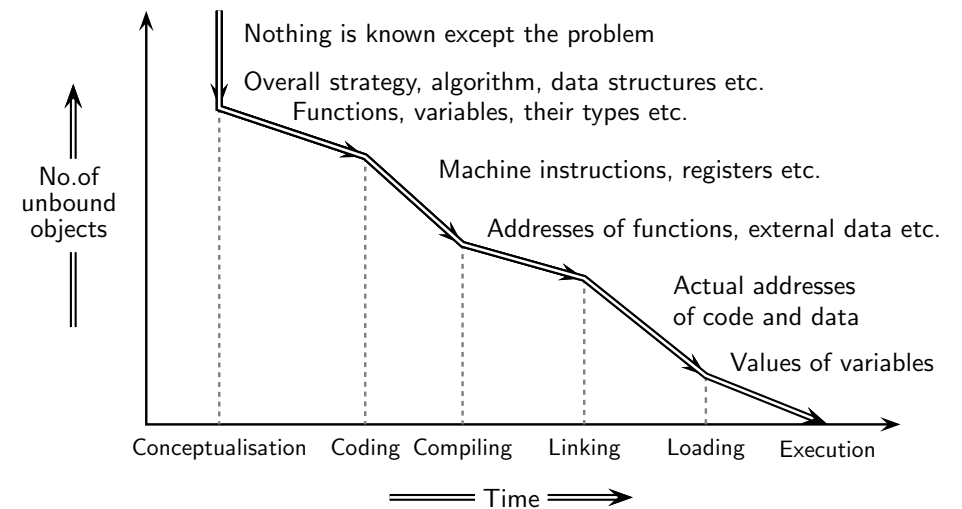 Nothing is known except the problem
Overall strategy, algorithm, data structures etc.
Functions, variables, their types etc.
Machine instructions, registers etc.
No.of
unbound
objects
Addresses of functions, external data etc.
Actual addresses
of code and data
Values of variables
Conceptualisation Coding Compiling Linking Loading Execution
Time